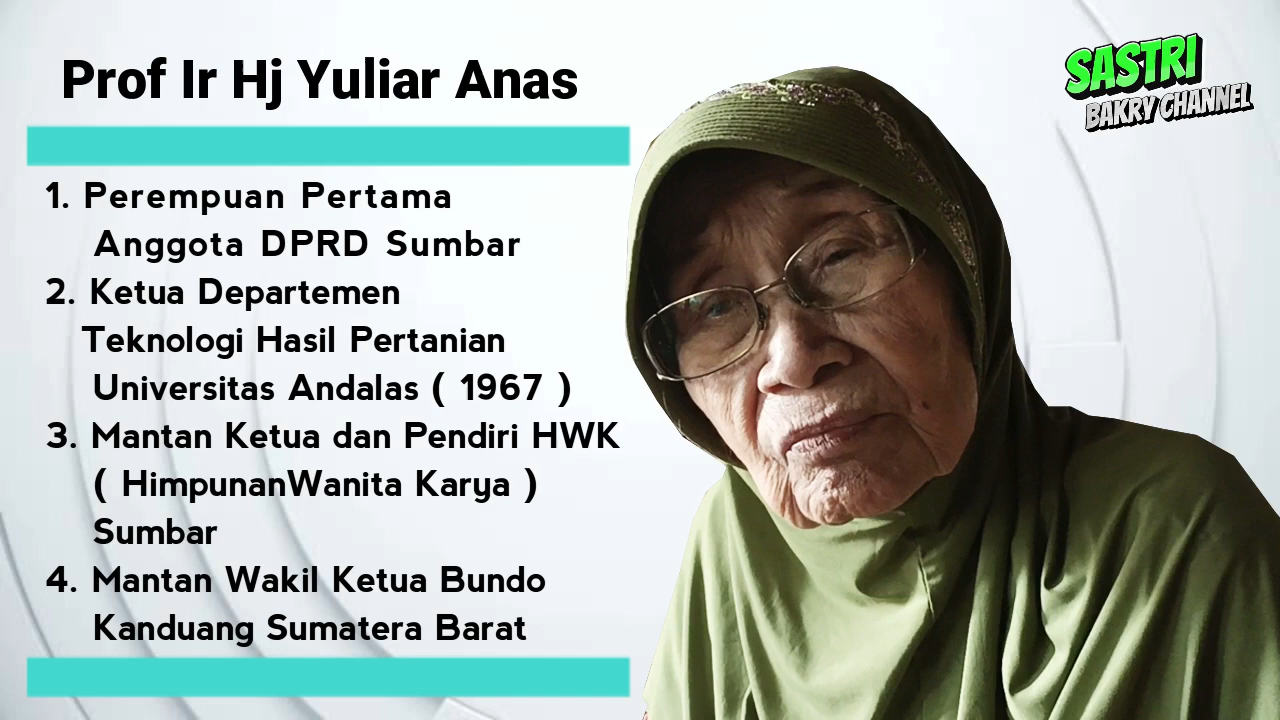 Prof Ir Hj Yuliar Anas
SASTRI
BAKRY CHANNEL
1. Perempuan Pertama
Anggota DPRD Sumbar
2. Ketua Departemen
Teknologi Hasil Pertanian
Universitas Andalas ( 1967 )
3. Mantan Ketua dan Pendiri HWK
( HimpunanWanita Karya )
Sumbar
4. Mantan Wakil Ketua Bundo
Kanduang Sumatera Barat